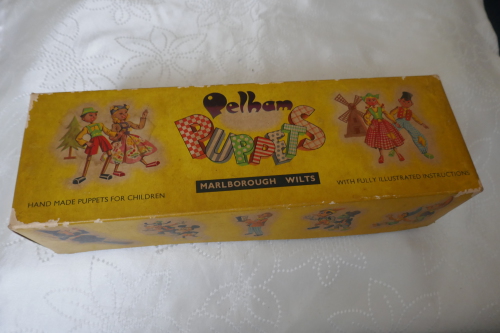 Pelham
PUPPETS
MARLBOROUGH WILTS
HAND MADE PUPPETS FOR CHILDREN
WITH FULLY ILLUSTRATED INSTRUCTIONS